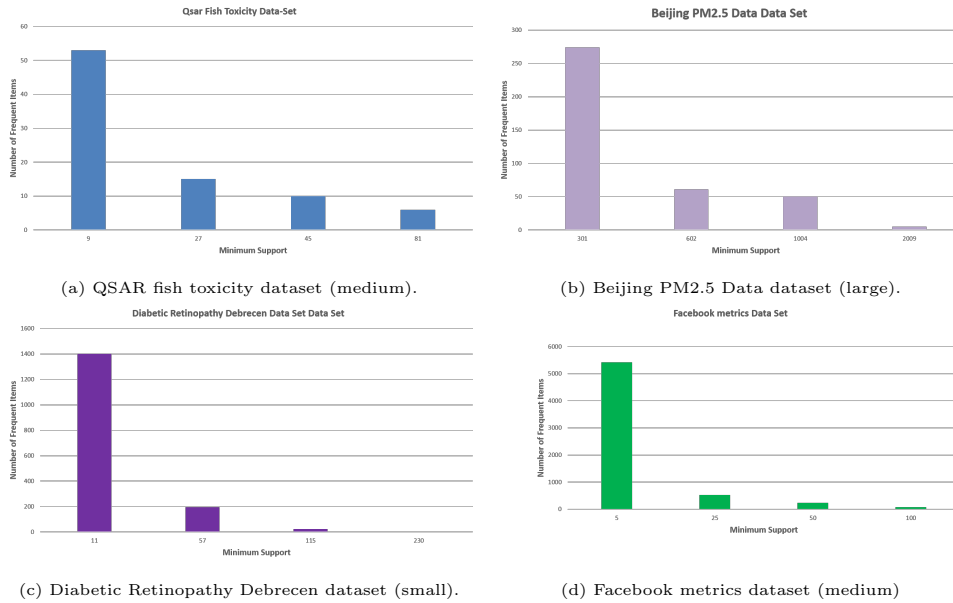 Qsar Fish Toxicity Data-Set
Number of Frequent Items
60
50
40
30
20
10
0
9 27 45 81
Minimum Support
(a) QSAR fish toxicity dataset (medium).
Beijing PM2.5 Data Data Set
Number of Frequent Items
300
250
200
150
100
50
0
301 602 1004 2009
Minimum Support
(b) Beijing PM2.5 Data dataset (large).
Diabetic Retinopathy Debrecen Data Set Data Set
Number of Frequent Items
1600
1400
1200
1000
800
600
400
200
0
11 57 115 230
Minimum Support
(c) Diabetic Retinopathy Debrecen dataset (small).
Facebook metrics Data Set
Number of Frequent Items
6000
5000
4000
3000
2000
1000
0
5 25 50 100
Minimum Support
(d) Facebook metrics dataset (medium)